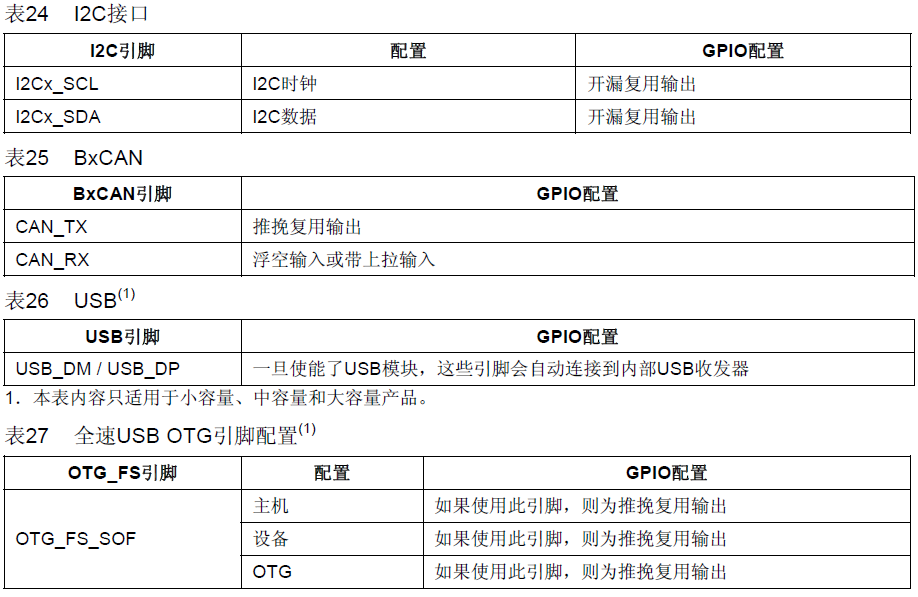 表24 I2C接口
I2C引脚 配置 GPIO配置
I2Cx_SCL I2C时钟 开漏复用输出
I2Cx_SDA I2C数据 开漏复用输出
表25 BxCAN
BxCAN引脚 GPIO配置
CAN_TX 推挽复用输出
CAN_RX 浮空输入或带上拉输入
表26 USB(1)
USB引脚 GPIO配置
USB_DM / USB_DP 一旦使能了USB模块，这些引脚会自动连接到内部USB收发器
1. 本表内容只适用于小容量、中容量和大容量产品。
表27 全速USB OTG引脚配置(1)
OTG_FS引脚 配置 GPIO配置
OTG_FS_SOF 主机 如果使用此引脚，则为推挽复用输出
设备 如果使用此引脚，则为推挽复用输出
OTG 如果使用此引脚，则为推挽复用输出